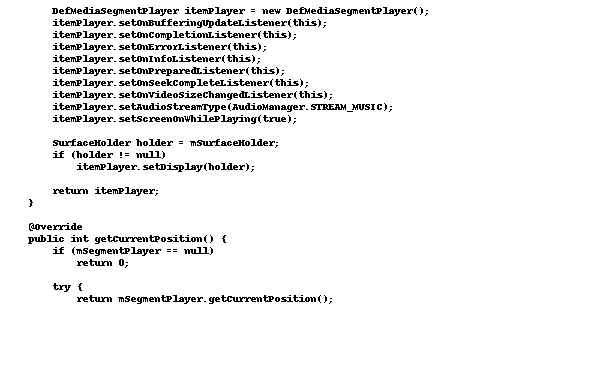 DefMediaSegmentPlayer itemPlayer = new DefMediaSegmentPlayer();
itemPlayer.setOnBufferingUpdateListener(this);
itemPlayer.setOnCompletionListener(this);
itemPlayer.setOnErrorListener(this);
itemPlayer.setOnInfoListener(this);
itemPlayer.setOnPreparedListener(this);
itemPlayer.setOnSeekCompleteListener(this);
itemPlayer.setOnVideoSizeChangedListener(this);
itemPlayer.setAudioStreamType(AudioManager.STREAM_MUSIC);
itemPlayer.setScreenOnWhilePlaying(true);
SurfaceHolder holder = mSurfaceHolder;
if (holder != null)
itemPlayer.setDisplay(holder);
return itemPlayer;
}
@Override
public int getCurrentPosition() {
if (mSegmentPlayer == null)
return 0;
try {
return mSegmentPlayer.getCurrentPosition();